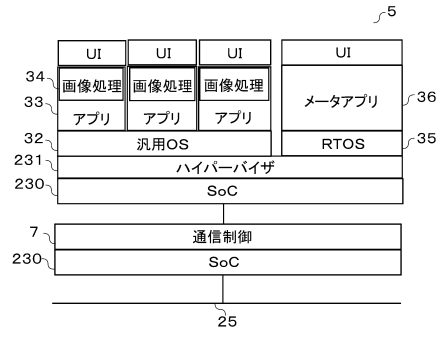 5
UI UI UI UI
34 画像処理 画像処理 画像処理
メータアプリ 36
33 アプリ アプリ アプリ
32 汎用OS RTOS 35
231 ハイパーバイザ
230 SoC
7 通信制御
230 SoC
25